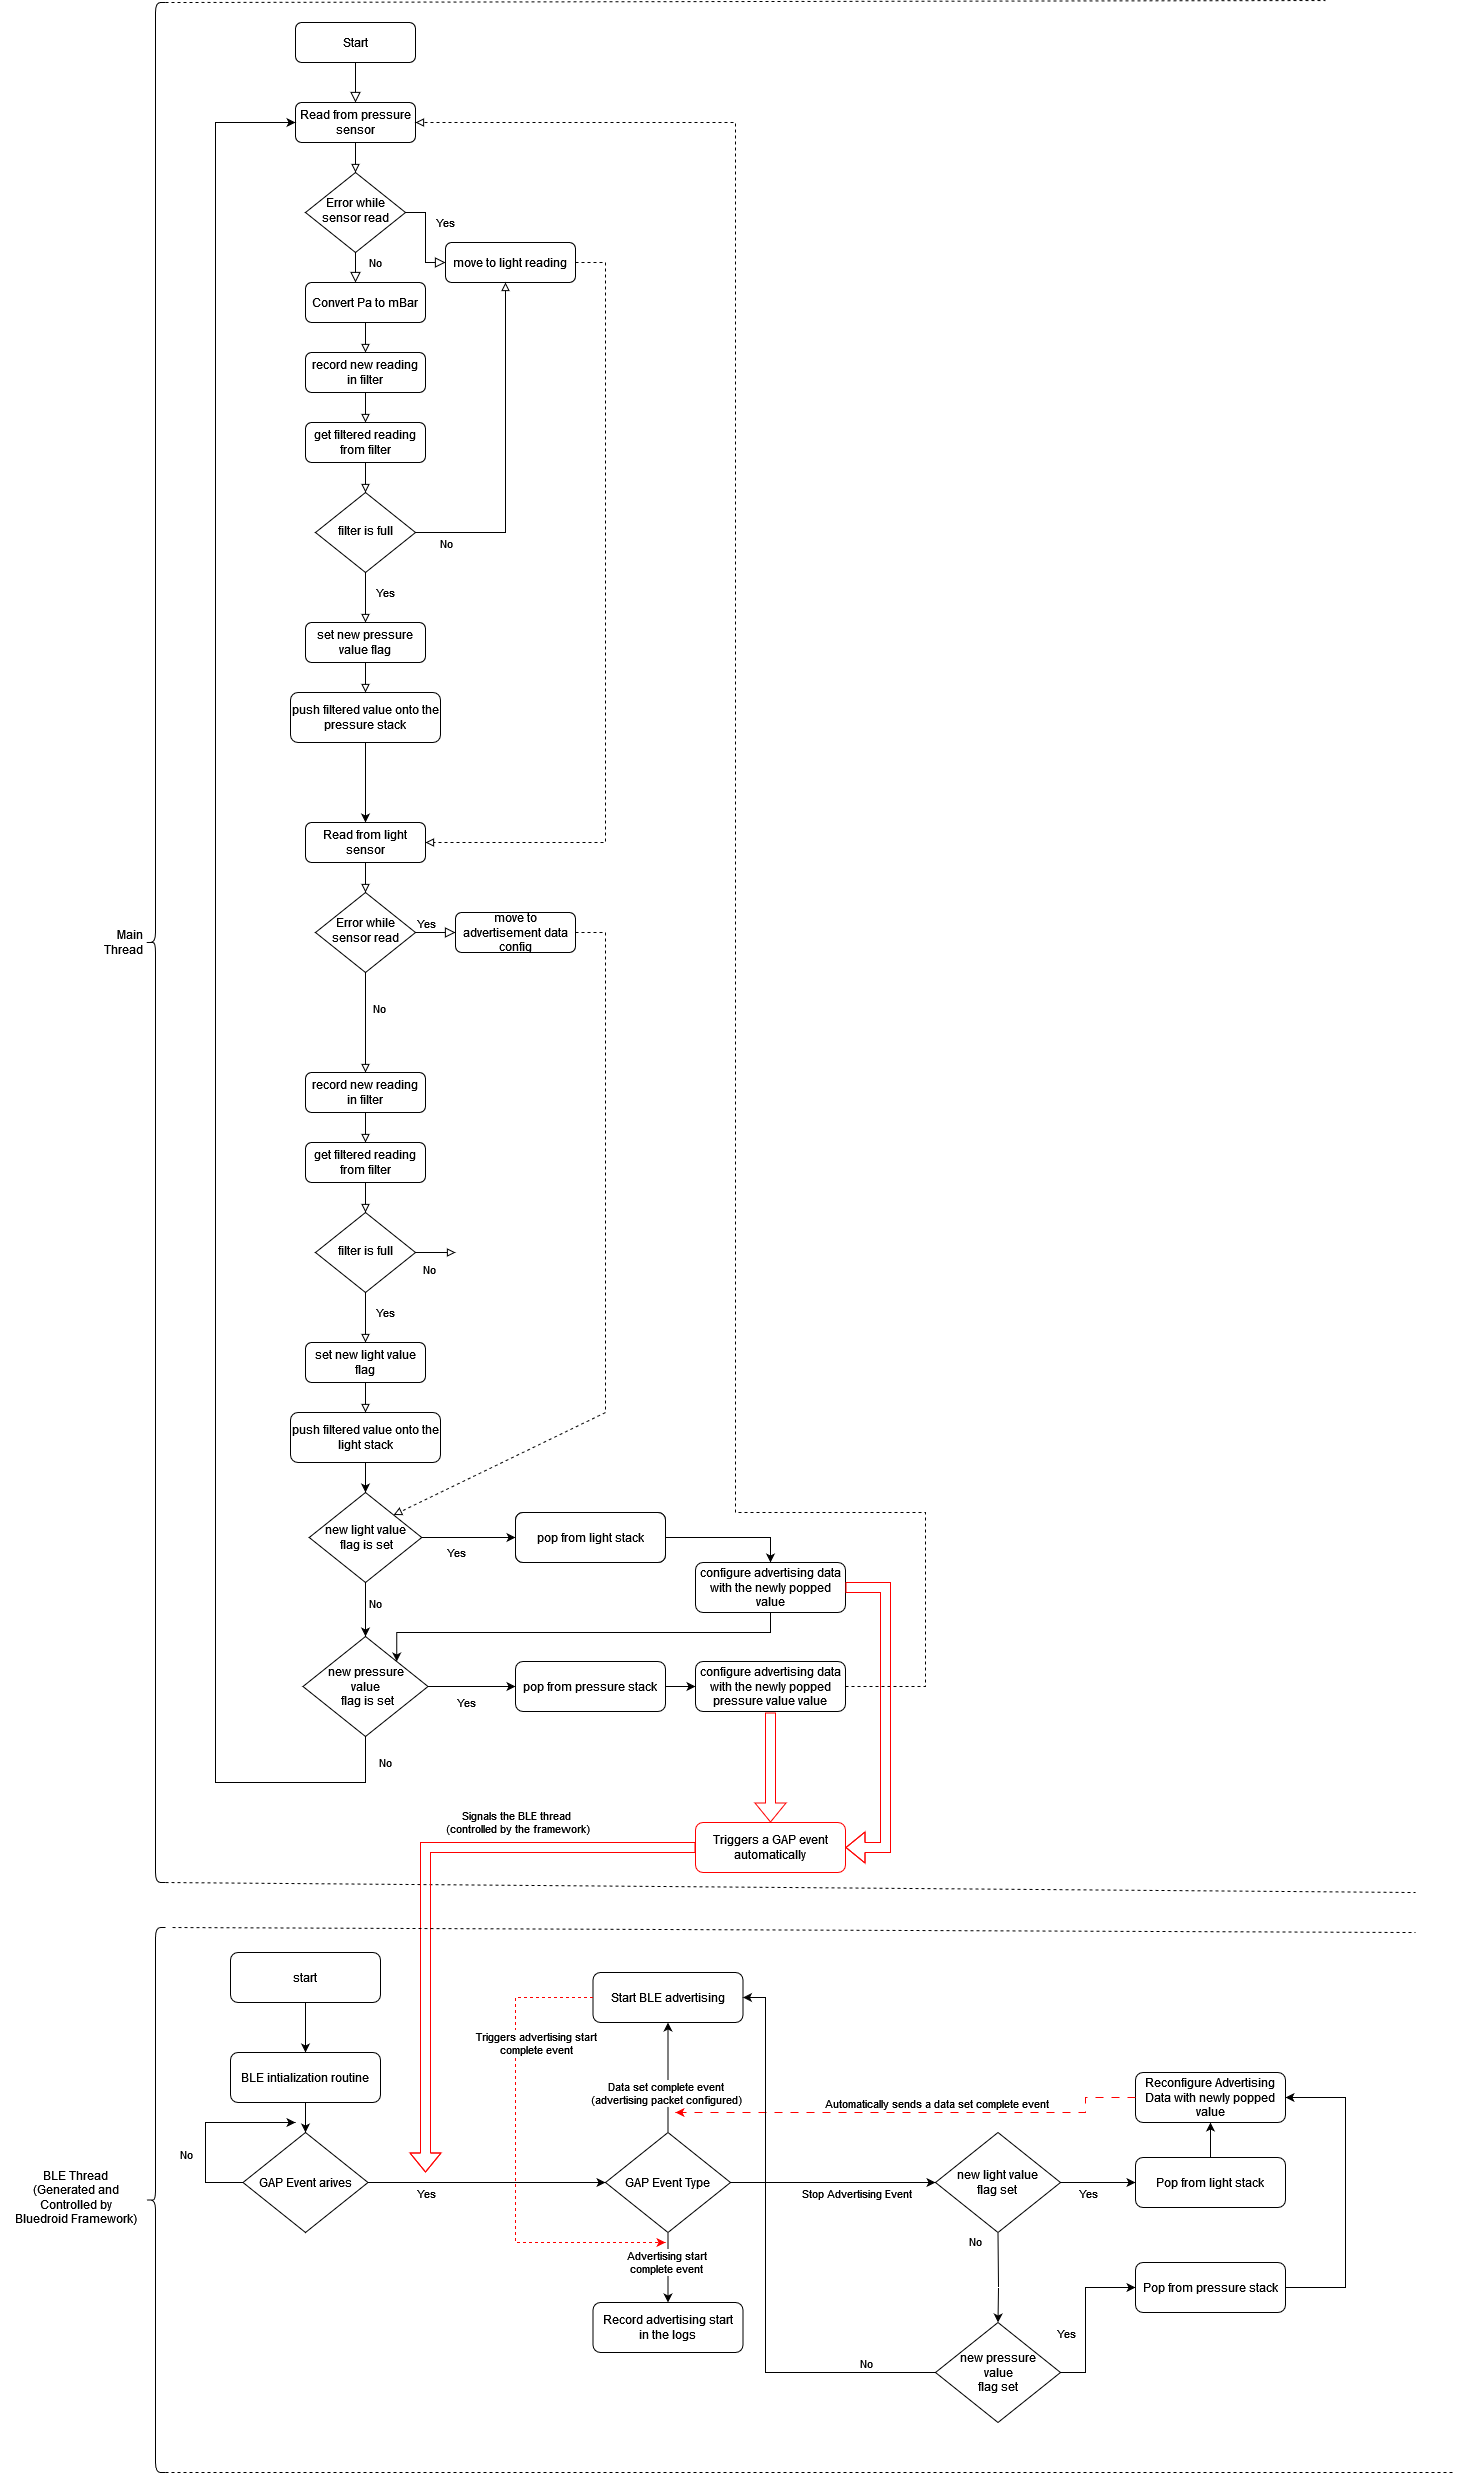 Start
Read from pressure
sensor
Error while
sensor read
Yes
move to light reading
No
Convert Pa to mBar
record new reading
in filter
get filtered reading
from filter
filter is full
No
Yes
set new pressure
value flag
push filtered value onto the
pressure stack
Read from light
sensor
Error while
sensor read
Yes
move to
advertisement data
config
Main
Thread
No
record new reading
in filter
get filtered reading
from filter
filter is full
No
Yes
set new light value
flag
push filtered value onto the
light stack
new light value
flag is set
Yes
pop from light stack
configure advertising data
with the newly popped
value
No
new pressure
value
flag is set
Yes
pop from pressure stack
configure advertising data
with the newly popped
pressure value value
No
Signals the BLE thread
(controlled by the framework)
Triggers a GAP event
automatically
start
Start BLE advertising
Triggers advertising start
complete event
BLE intialization routine
Data set complete event
(advertising packet configured)
Automatically sends a data set complete event
Reconfigure Advertising
Data with newly popped
value
No
GAP Event arives
Yes
GAP Event Type
Stop Advertising Event
new light value
flag set
Yes
Pop from light stack
BLE Thread
(Generated and
Controlled by
Bluedroid Framework)
No
Advertising start
complete event
Pop from pressure stack
Record advertising start
in the logs
Yes
No
new pressure
value
flag set